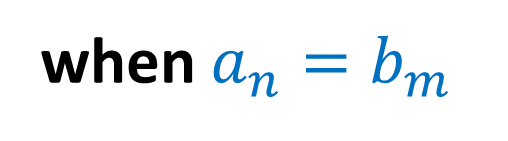 when aₙ = bₘ